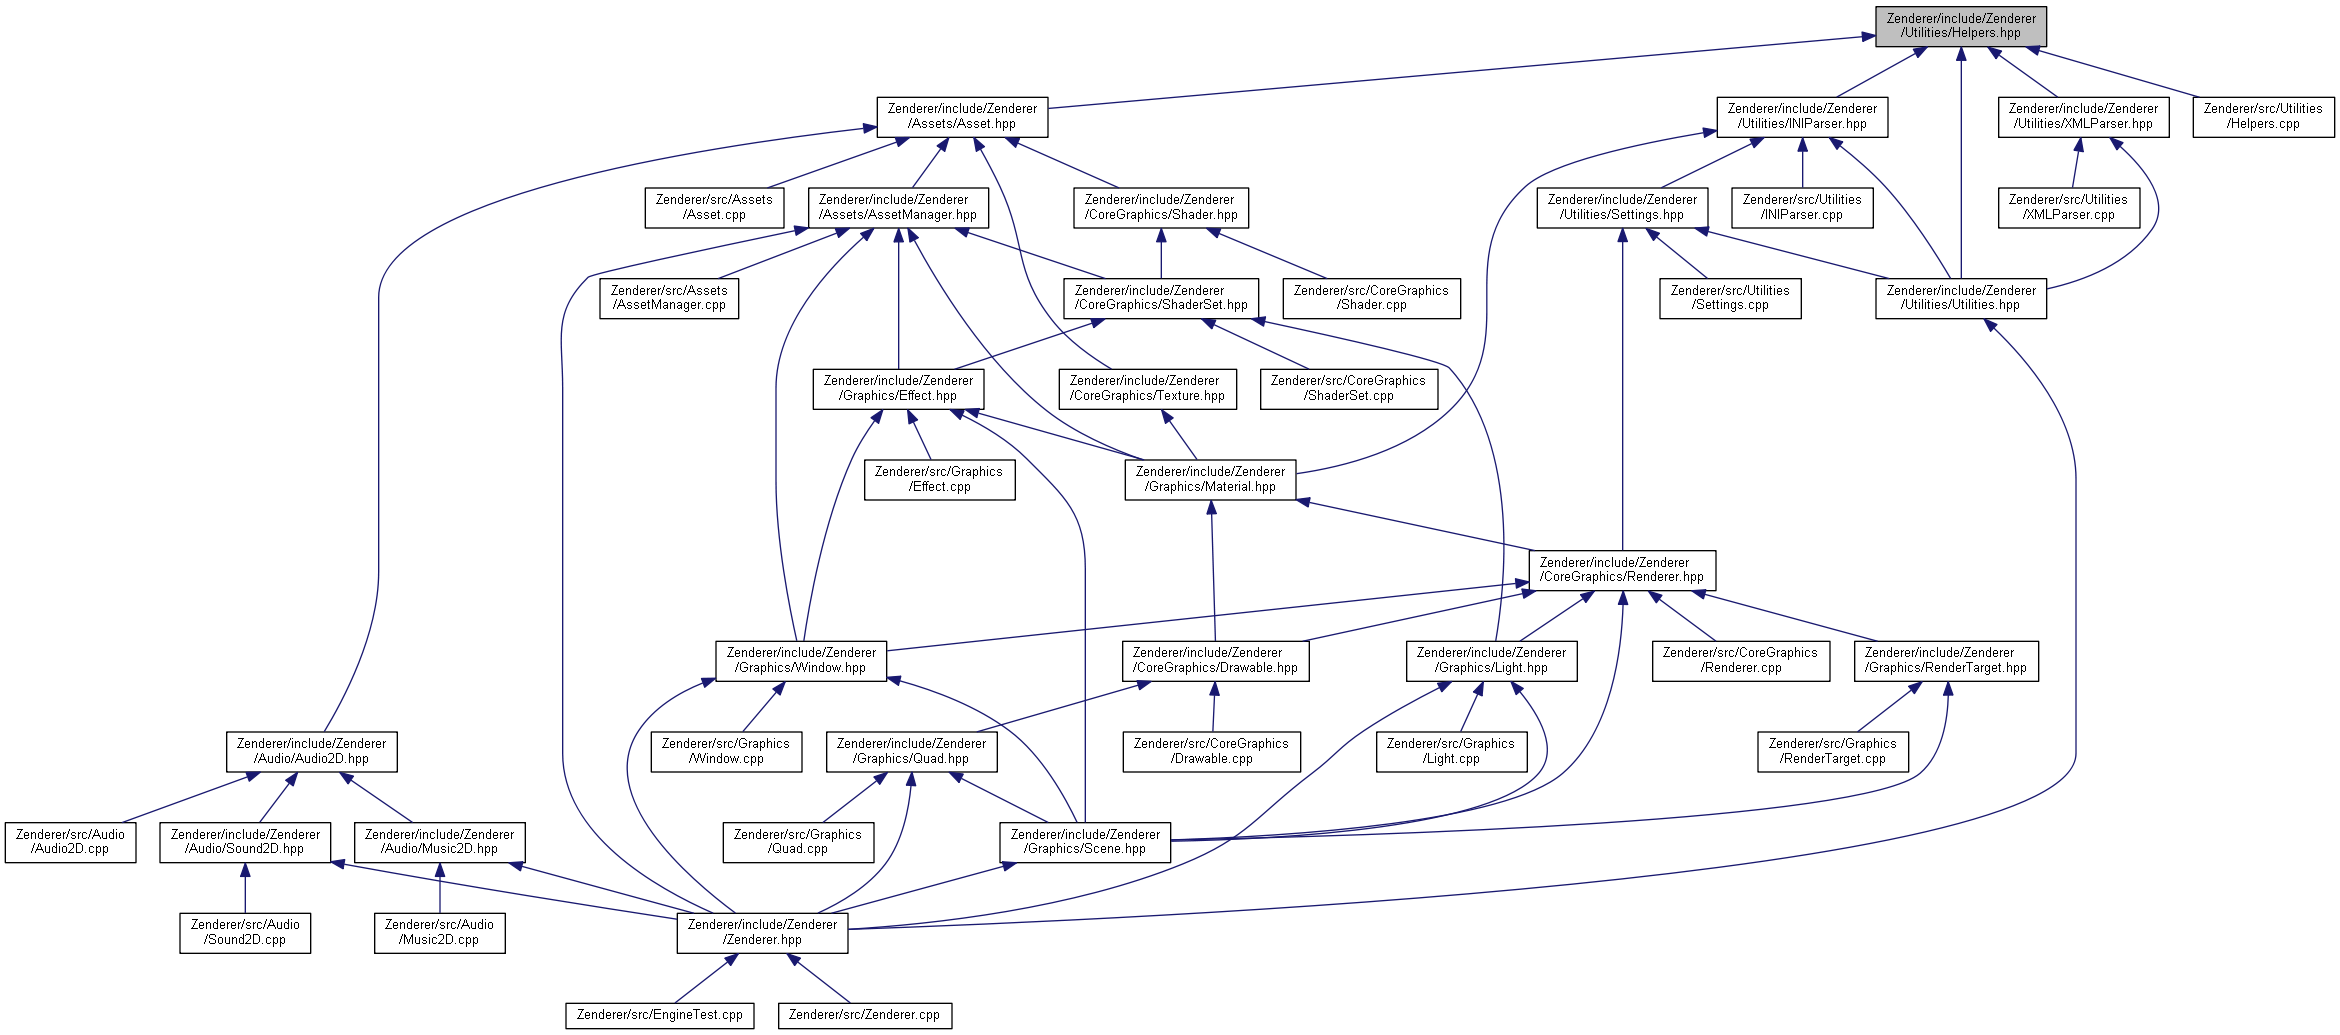 Zenderer/include/Zenderer
/Utilities/Helpers.hpp
Zenderer/include/Zenderer
/Assets/Asset.hpp
Zenderer/include/Zenderer
/Utilities/INIParser.hpp
Zenderer/include/Zenderer
/Utilities/XMLParser.hpp
Zenderer/src/Utilities
/Helpers.cpp
Zenderer/src/Assets
/Asset.cpp
Zenderer/include/Zenderer
/Assets/AssetManager.hpp
Zenderer/include/Zenderer
/CoreGraphics/Shader.hpp
Zenderer/include/Zenderer
/Utilities/Settings.hpp
Zenderer/src/Utilities
/INIParser.cpp
Zenderer/src/Utilities
/XMLParser.cpp
Zenderer/src/Assets
/AssetManager.cpp
Zenderer/include/Zenderer
/CoreGraphics/ShaderSet.hpp
Zenderer/src/CoreGraphics
/Shader.cpp
Zenderer/src/Utilities
/Settings.cpp
Zenderer/include/Zenderer
/Utilities/Utilities.hpp
Zenderer/include/Zenderer
/Graphics/Effect.hpp
Zenderer/include/Zenderer
/CoreGraphics/Texture.hpp
Zenderer/src/CoreGraphics
/ShaderSet.cpp
Zenderer/src/Graphics
/Effect.cpp
Zenderer/include/Zenderer
/Graphics/Material.hpp
Zenderer/include/Zenderer
/CoreGraphics/Renderer.hpp
Zenderer/include/Zenderer
/Graphics/Window.hpp
Zenderer/include/Zenderer
/CoreGraphics/Drawable.hpp
Zenderer/include/Zenderer
/Graphics/Light.hpp
Zenderer/src/CoreGraphics
/Renderer.cpp
Zenderer/include/Zenderer
/Graphics/RenderTarget.hpp
Zenderer/include/Zenderer
/Audio/Audio2D.hpp
Zenderer/src/Graphics
/Window.cpp
Zenderer/include/Zenderer
/Graphics/Quad.hpp
Zenderer/src/CoreGraphics
/Drawable.cpp
Zenderer/src/Graphics
/Light.cpp
Zenderer/src/Graphics
/RenderTarget.cpp
Zenderer/src/Audio
/Audio2D.cpp
Zenderer/include/Zenderer
/Audio/Sound2D.hpp
Zenderer/include/Zenderer
/Audio/Music2D.hpp
Zenderer/src/Graphics
/Quad.cpp
Zenderer/include/Zenderer
/Graphics/Scene.hpp
Zenderer/src/Audio
/Sound2D.cpp
Zenderer/src/Audio
/Music2D.cpp
Zenderer/include/Zenderer
/Zenderer.hpp
Zenderer/src/EngineTest.cpp
Zenderer/src/Zenderer.cpp